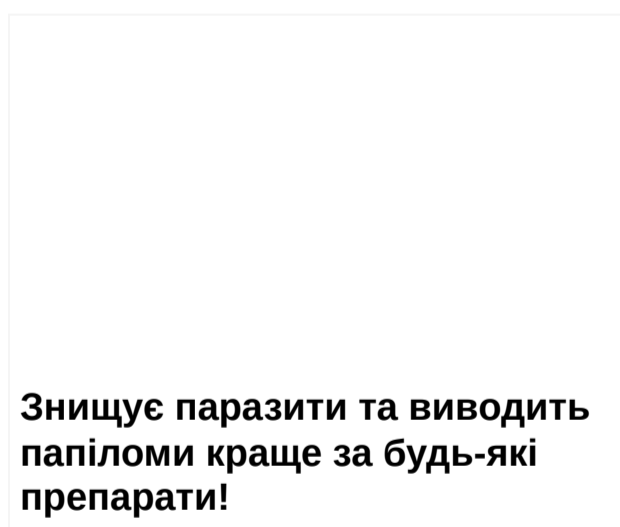 Знищує паразити та виводить
папіломи краще за будь-які
препарати!